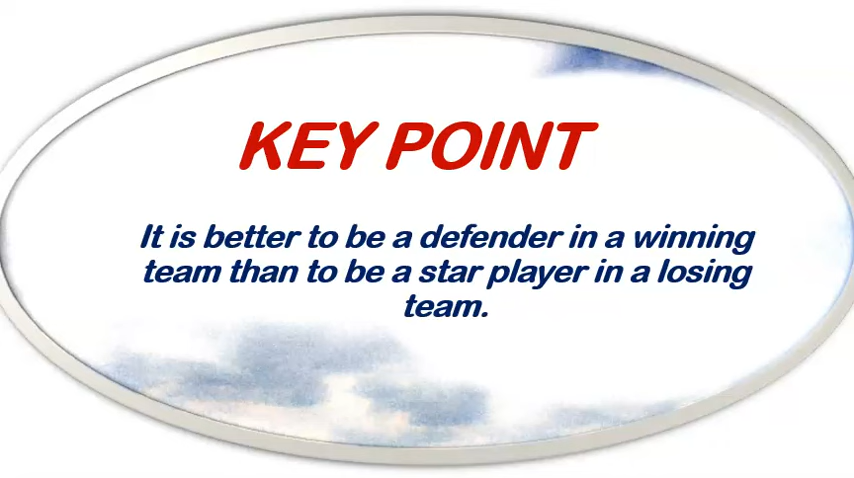 KEY POINT
It is better to be a defender in a winning
team than to be a star player in a losing
team.